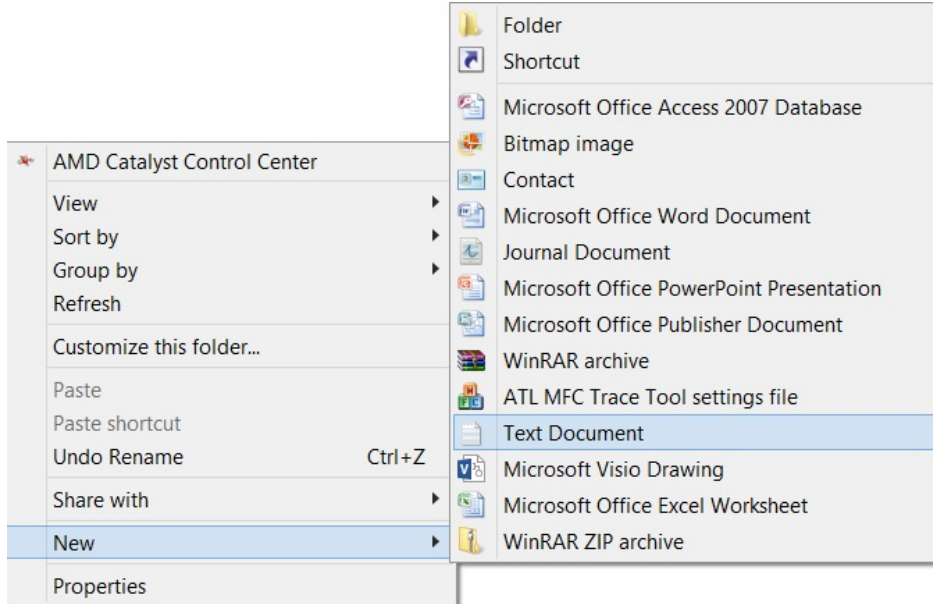 AMD Catalyst Control Center
View
Sort by
Group by
Refresh
Customize this folder...
Paste
Paste shortcut
Undo Rename Ctrl+Z
Share with
New
Properties
Folder
Shortcut
Microsoft Office Access 2007 Database
Bitmap image
Contact
Microsoft Office Word Document
Journal Document
Microsoft Office PowerPoint Presentation
Microsoft Office Publisher Document
WinRAR archive
ATL MFC Trace Tool settings file
Text Document
Microsoft Visio Drawing
Microsoft Office Excel Worksheet
WinRAR ZIP archive